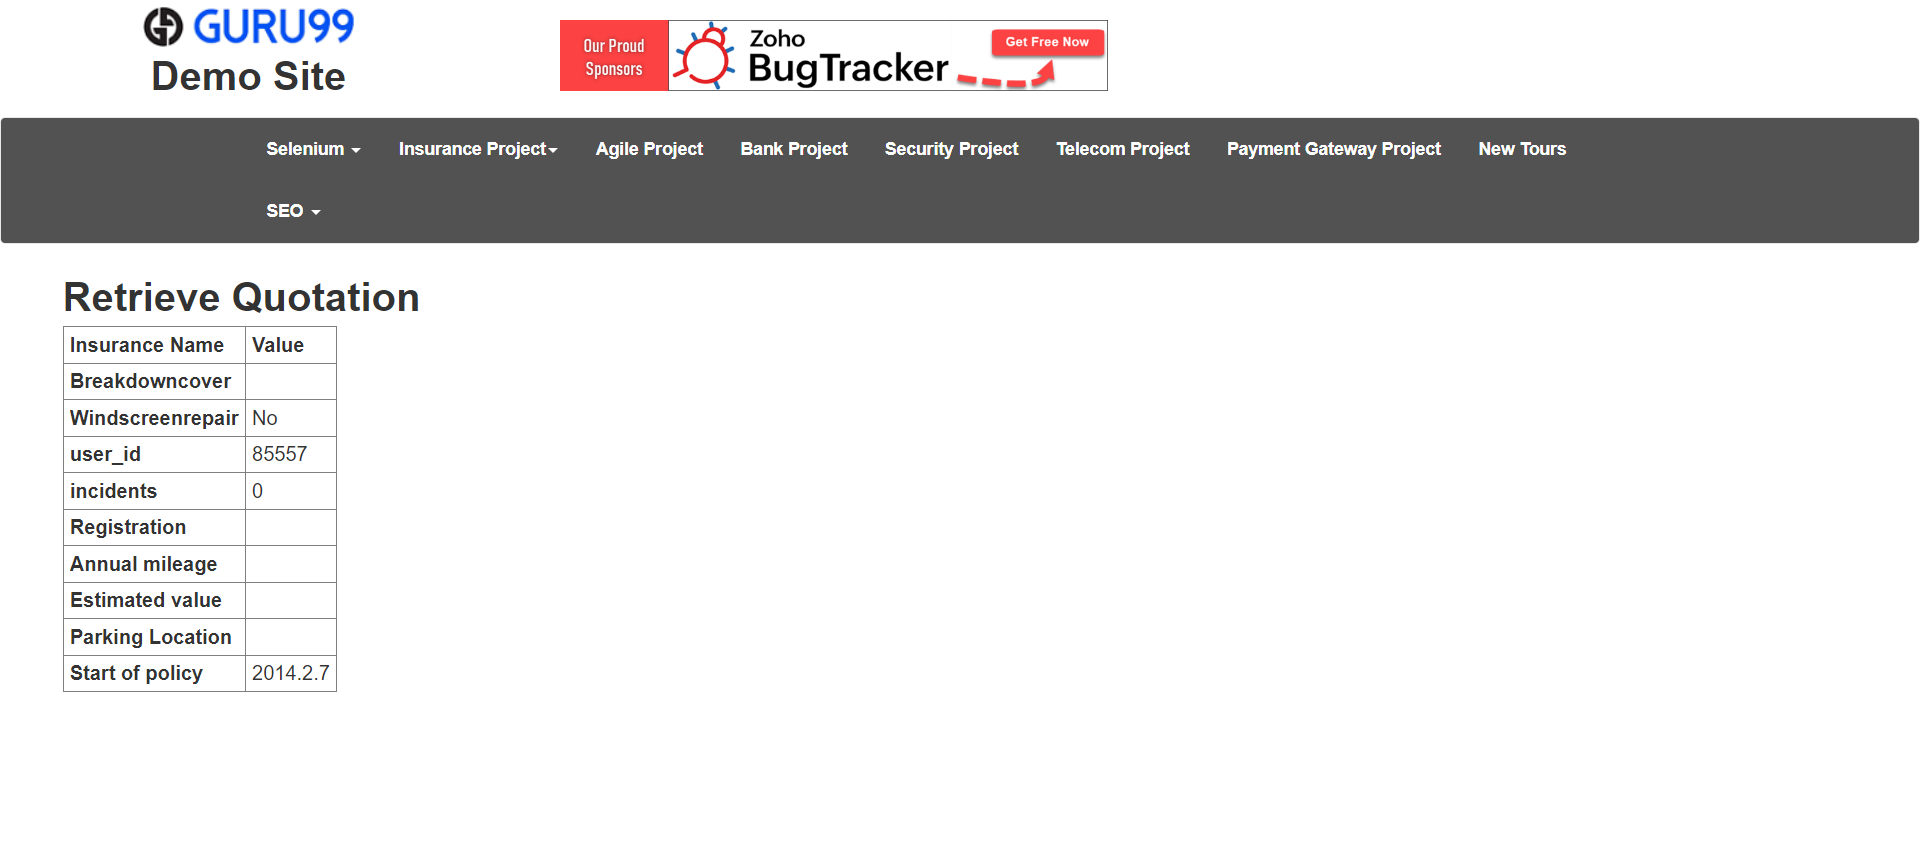 GURU99
Demo Site
Our Proud
Sponsors
Zoho
BugTracker
Get Free Now
Selenium
Insurance Project
Agile Project
Bank Project
Security Project
Telecom Project
Payment Gateway Project
New Tours
SEO
Retrieve Quotation
Insurance Name Value
Breakdowncover
Windscreenrepair No
user_id 85557
incidents 0
Registration
Annual mileage
Estimated value
Parking Location
Start of policy 2014.2.7